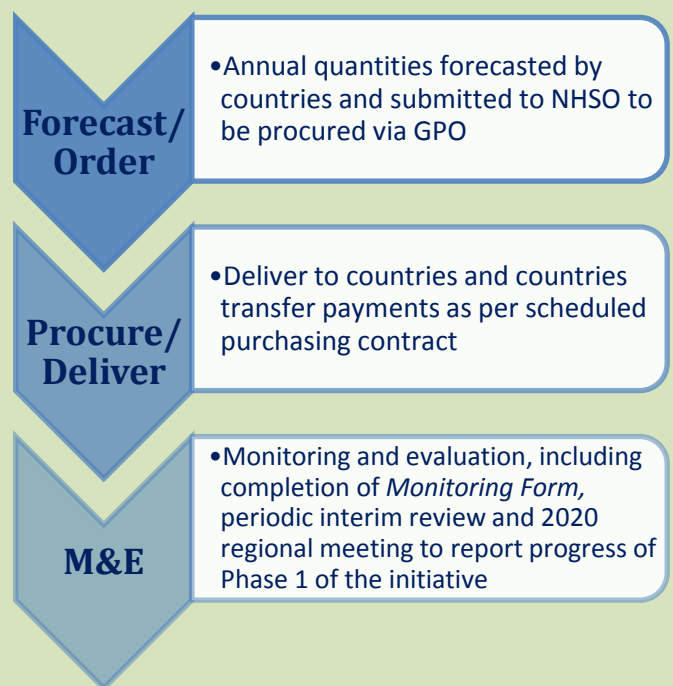 Forecast/
Order
•Annual quantities forecasted by
countries and submitted to NHSO to
be procured via GPO
Procure/
Deliver
•Deliver to countries and countries
transfer payments as per scheduled
purchasing contract
M&E
•Monitoring and evaluation, including
completion of Monitoring Form,
periodic interim review and 2020
regional meeting to report progress of
Phase 1 of the initiative